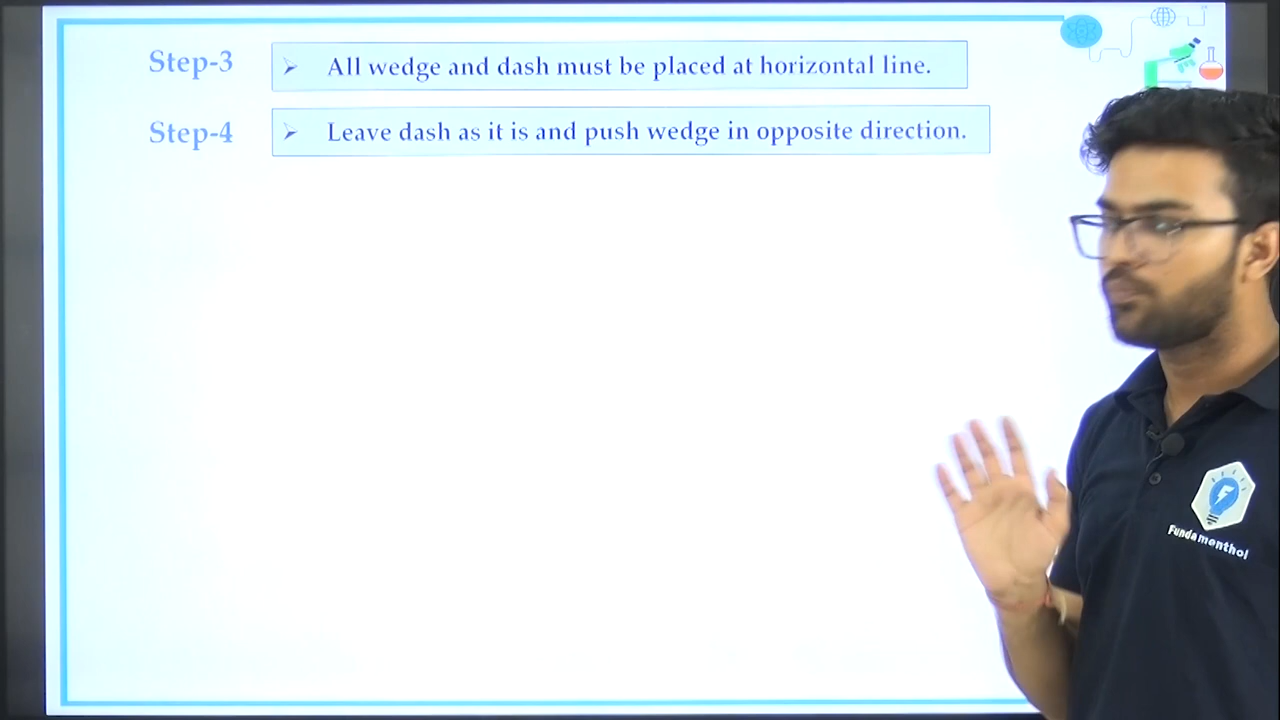 Step-3
➢ All wedge and dash must be placed at horizontal line.
Step-4
➢ Leave dash as it is and push wedge in opposite direction.
Fundamenthol